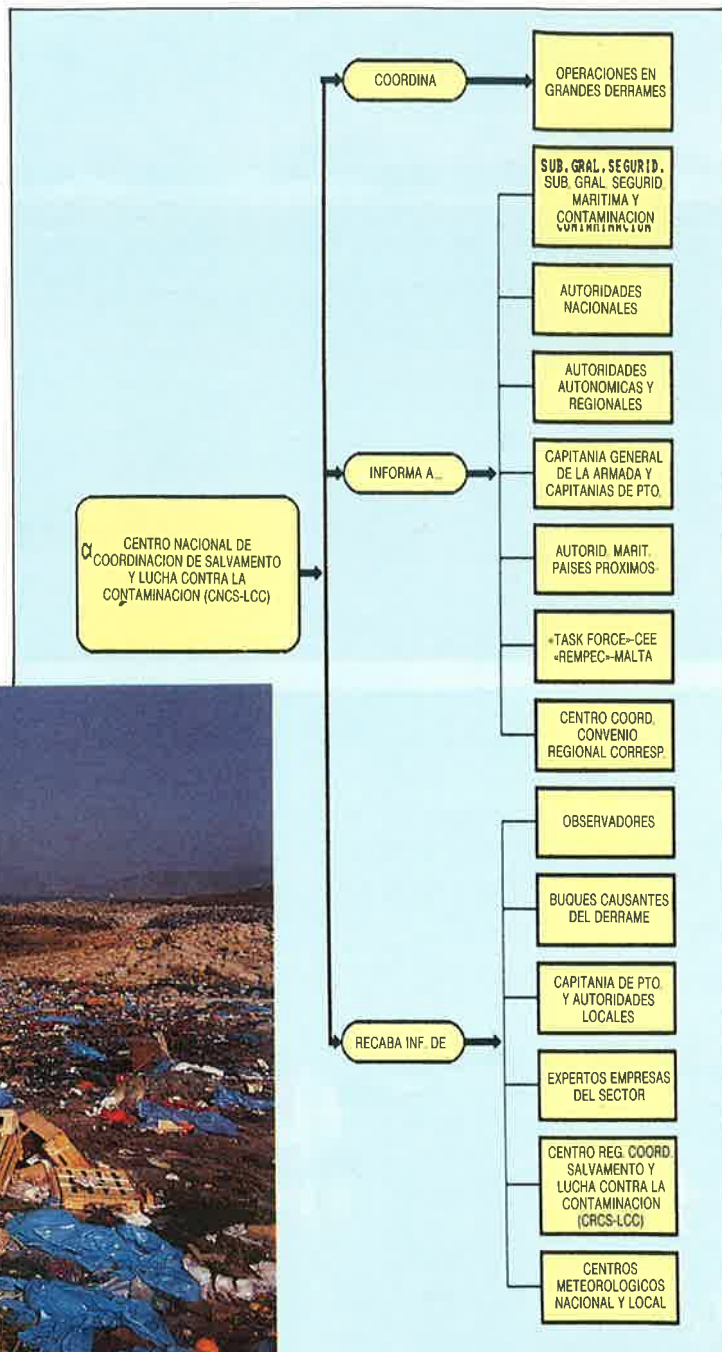 COORDINA
OPERACIONES EN
GRANDES DERRAMES
SUB. GRAL. SEGURID.
SUB. GRAL. SEGURID.
MARITIMA Y
CONTAMINACION
CONTAMINACION
AUTORIDADES
NACIONALES
AUTORIDADES
AUTONOMICAS Y
REGIONALES
INFORMA A...
CAPITANIA GENERAL
DE LA ARMADA Y
CAPITANIAS DE PTO.
CENTRO NACIONAL DE
COORDINACION DE SALVAMENTO
Y LUCHA CONTRA LA
CONTAMINACION (CNCS-LCC)
AUTORID. MARIT.
PAISES PROXIMOS
«TASK FORCE»-CEE
«REMPEC»-MALTA
CENTRO COORD.
CONVENIO
REGIONAL CORRESP.
OBSERVADORES
BUQUES CAUSANTES
DEL DERRAME
CAPITANIA DE PTO.
Y AUTORIDADES
LOCALES
RECABA INF. DE
EXPERTOS EMPRESAS
DEL SECTOR
CENTRO REG. COORD.
SALVAMENTO Y
LUCHA CONTRA LA
CONTAMINACION
(CRCS-LCC)
CENTROS
METEOROLOGICOS
NACIONAL Y LOCAL